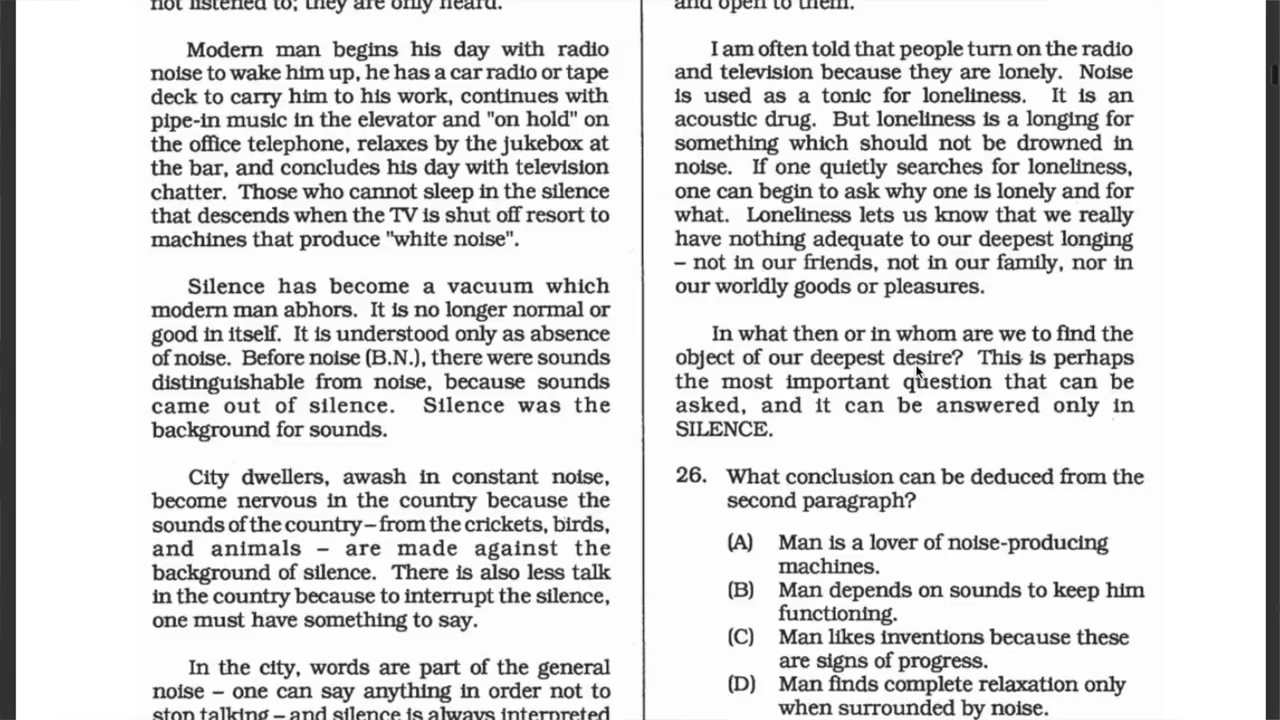 not listened to; they are only heard.
Modern man begins his day with radio
noise to wake him up, he has a car radio or tape
deck to carry him to his work, continues with
pipe-in music in the elevator and "on hold" on
the office telephone, relaxes by the jukebox at
the bar, and concludes his day with television
chatter. Those who cannot sleep in the silence
that descends when the TV is shut off resort to
machines that produce "white noise".
Silence has become a vacuum which
modern man abhors. It is no longer normal or
good in itself. It is understood only as absence
of noise. Before noise (B.N.), there were sounds
distinguishable from noise, because sounds
came out of silence. Silence was the
background for sounds.
City dwellers, awash in constant noise,
become nervous in the country because the
sounds of the country – from the crickets, birds,
and animals – are made against the
background of silence. There is also less talk
in the country because to interrupt the silence,
one must have something to say.
In the city, words are part of the general
noise – one can say anything in order not to
stop talking – and silence is always interpreted
and open to them.
I am often told that people turn on the radio
and television because they are lonely. Noise
is used as a tonic for loneliness. It is an
acoustic drug. But loneliness is a longing for
something which should not be drowned in
noise. If one quietly searches for loneliness,
one can begin to ask why one is lonely and for
what. Loneliness lets us know that we really
have nothing adequate to our deepest longing
– not in our friends, not in our family, nor in
our worldly goods or pleasures.
In what then or in whom are we to find the
object of our deepest desire? This is perhaps
the most important question that can be
asked, and it can be answered only in
SILENCE.
26. What conclusion can be deduced from the
second paragraph?
(A) Man is a lover of noise-producing
machines.
(B) Man depends on sounds to keep him
functioning.
(C) Man likes inventions because these
are signs of progress.
(D) Man finds complete relaxation only
when surrounded by noise.